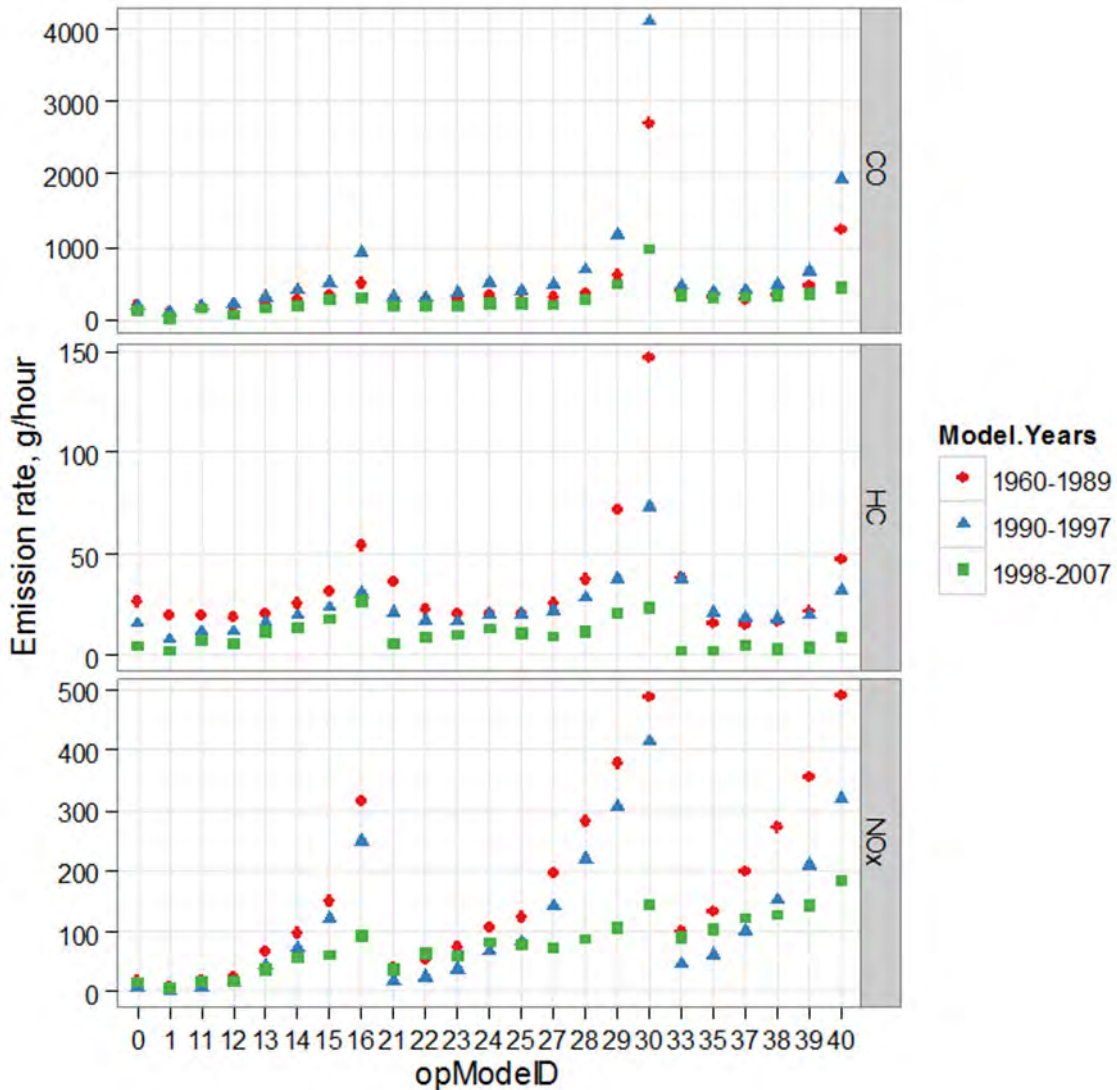 Emission rate, g/hour
4000
3000
2000
1000
0
CO
150
100
50
0
HC
500
400
300
200
100
0
NOx
0 1 11 12 13 14 15 16 21 22 23 24 25 27 28 29 30 33 35 37 38 39 40
opModeID
Model.Years
1960-1989
1990-1997
1998-2007